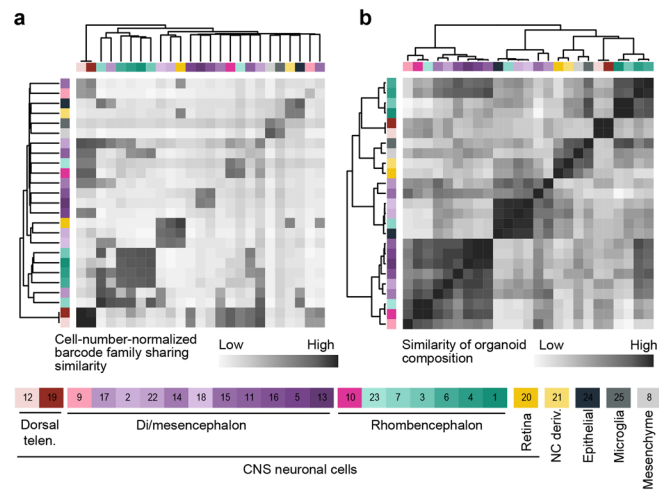 a
b
Cell-number-normalized
barcode family sharing
similarity
Low
High
Similarity of organoid
composition
Low
High
12 19 9 17 2 22 14 18 15 11 16 5 13 10 23 7 3 6 4 1 20 21 24 25 8
Dorsal
telen.
Di/mesencephalon
Rhombencephalon
Retina
NC deriv.
Epithelial
Microglia
Mesenchyme
CNS neuronal cells